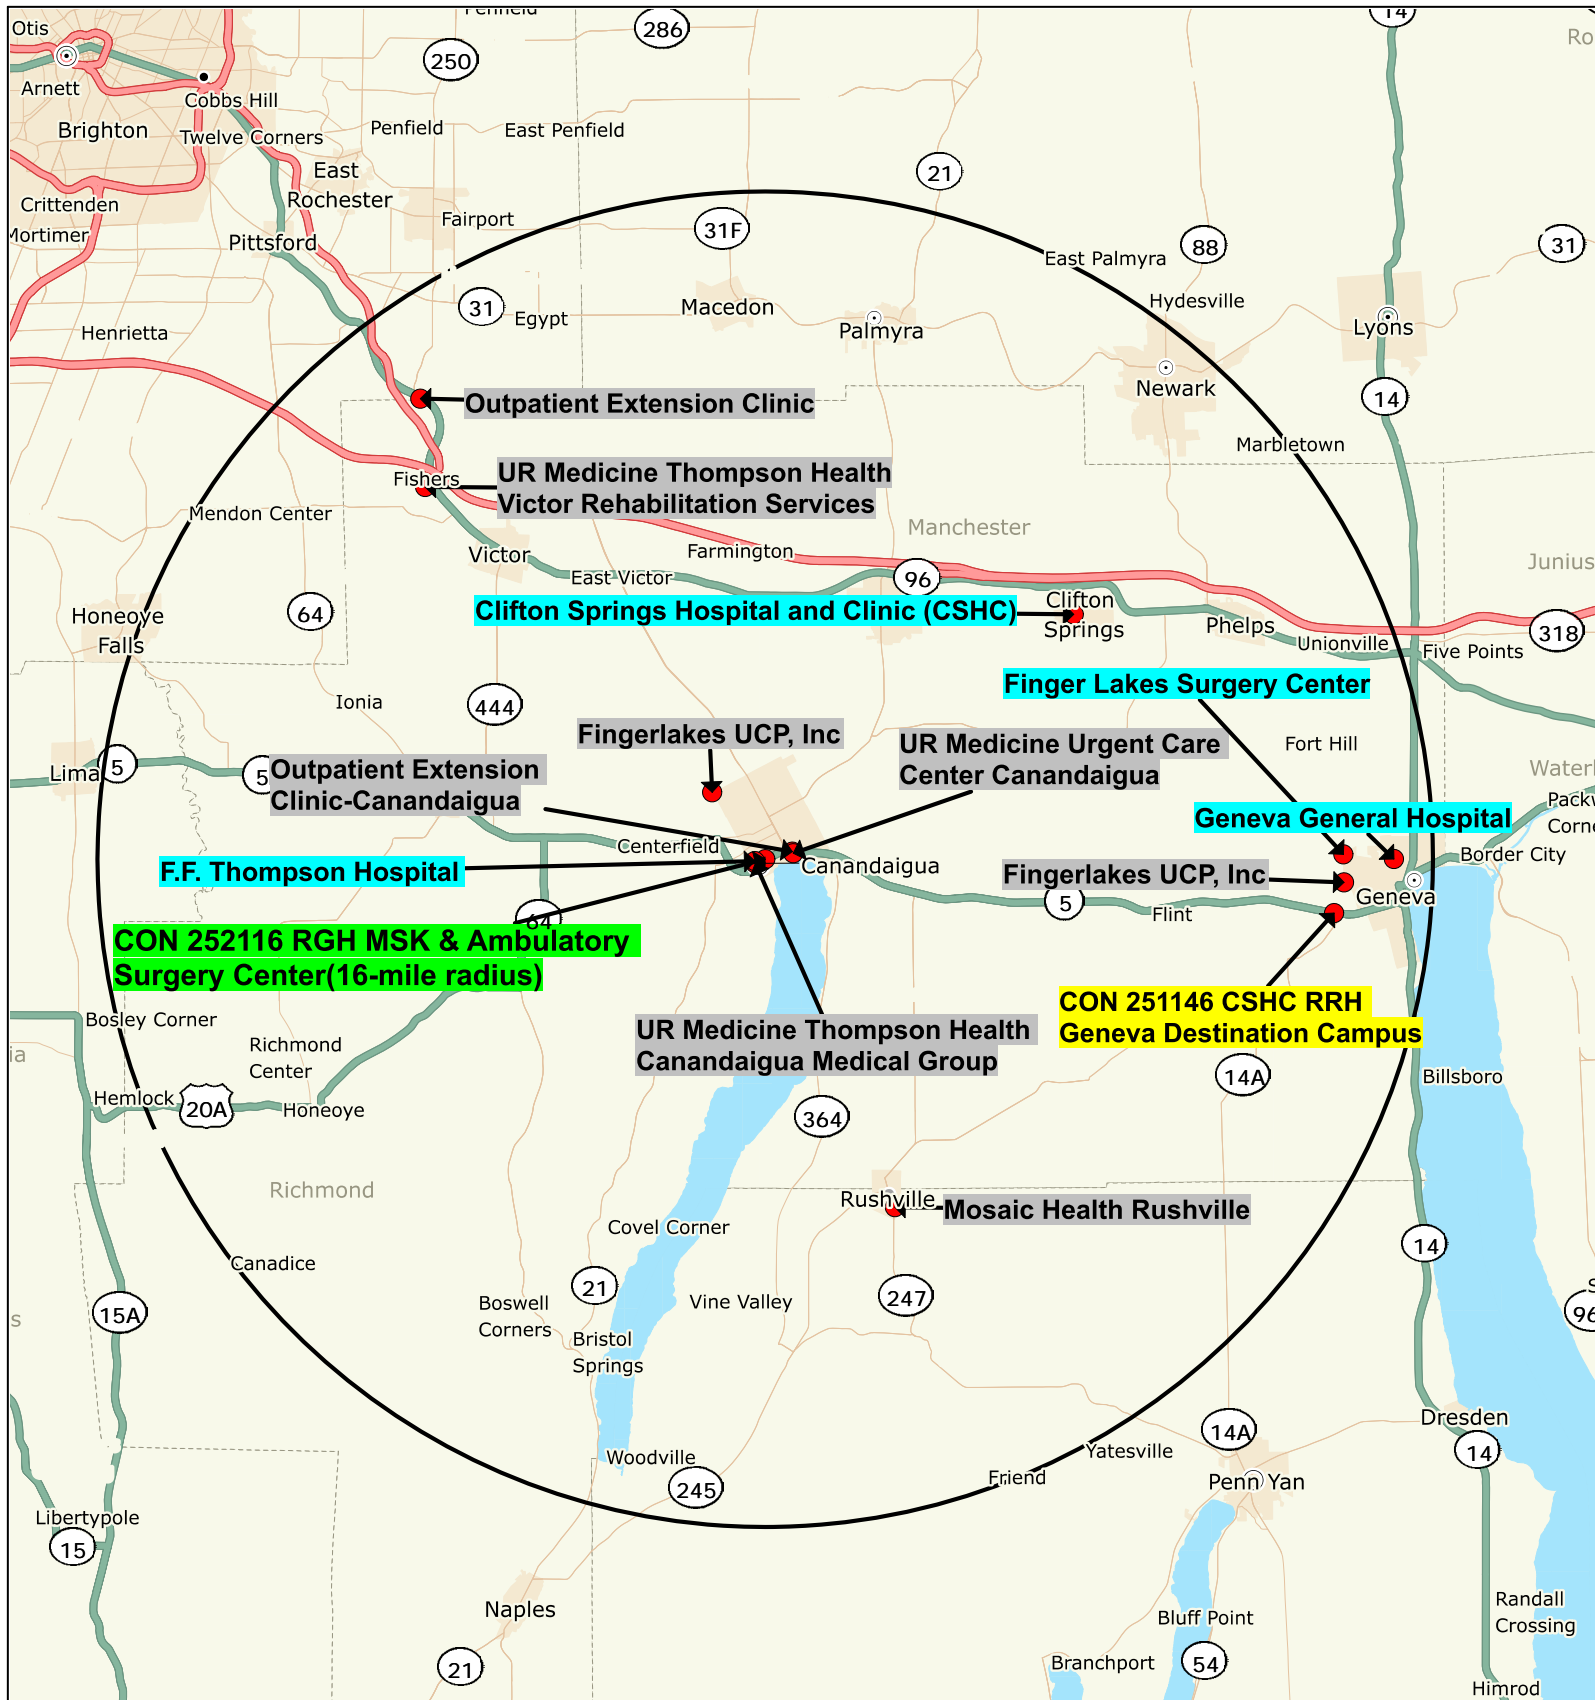 Penfield
14
Otis
286
Ro
250
Arnett
Cobbs Hill
Brighton
Twelve Corners
Penfield
East Penfield
East
Rochester
21
Crittenden
Fairport
Mortimer
Pittsford
31F
88
31
East Palmyra
31
Egypt
Macedon
Hydesville
Henrietta
Palmyra
Lyons
Newark
14
Outpatient Extension Clinic
Marbletown
Fishers
UR Medicine Thompson Health
Victor Rehabilitation Services
Mendon Center
Manchester
Victor
Farmington
Junius
East Victor
96
Clifton
Springs
Clifton Springs Hospital and Clinic (CSHC)
Honeoye
Falls
64
Phelps
Unionville
318
Five Points
Finger Lakes Surgery Center
Ionia
444
Fingerlakes UCP, Inc
UR Medicine Urgent Care
Center Canandaigua
Fort Hill
Lima
5
5
Outpatient Extension
Clinic-Canandaigua
Waterl
Packw
Corne
Geneva General Hospital
Centerfield
Canandaigua
Border City
F.F. Thompson Hospital
Fingerlakes UCP, Inc
Geneva
5
Flint
64
CON 252116 RGH MSK & Ambulatory
Surgery Center(16-mile radius)
CON 251146 CSHC RRH
Geneva Destination Campus
Bosley Corner
UR Medicine Thompson Health
Canandaigua Medical Group
Richmond
Center
ia
14A
Billsboro
Hemlock
20A
Honeoye
364
Richmond
Rushville
Mosaic Health Rushville
Covel Corner
14
Canadice
21
247
Boswell
Corners
Vine Valley
S
96
15A
s
Bristol
Springs
Dresden
14A
14
Woodville
Yatesville
Friend
Penn Yan
245
Libertypole
15
Naples
Randall
Crossing
Bluff Point
21
Branchport
54
Himrod